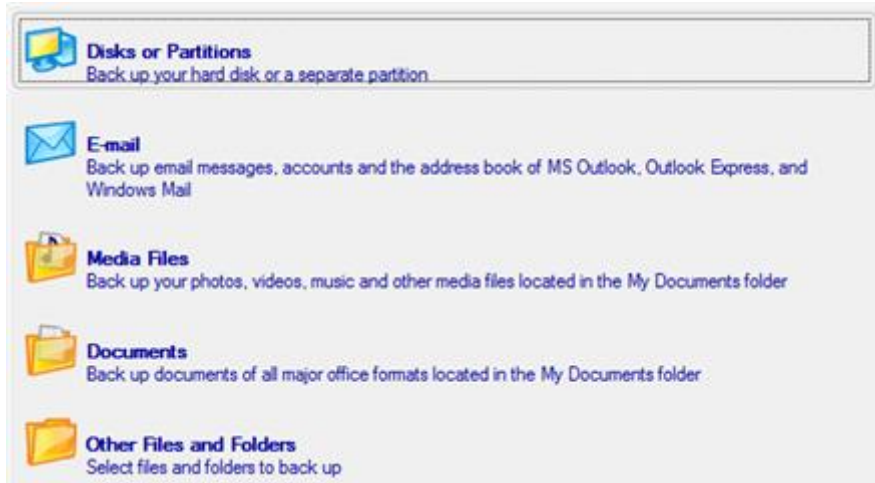 Disks or Partitions
Back up your hard disk or a separate partition
E-mail
Back up email messages, accounts and the address book of MS Outlook, Outlook Express, and
Windows Mail
Media Files
Back up your photos, videos, music and other media files located in the My Documents folder
Documents
Back up documents of all major office formats located in the My Documents folder
Other Files and Folders
Select files and folders to back up